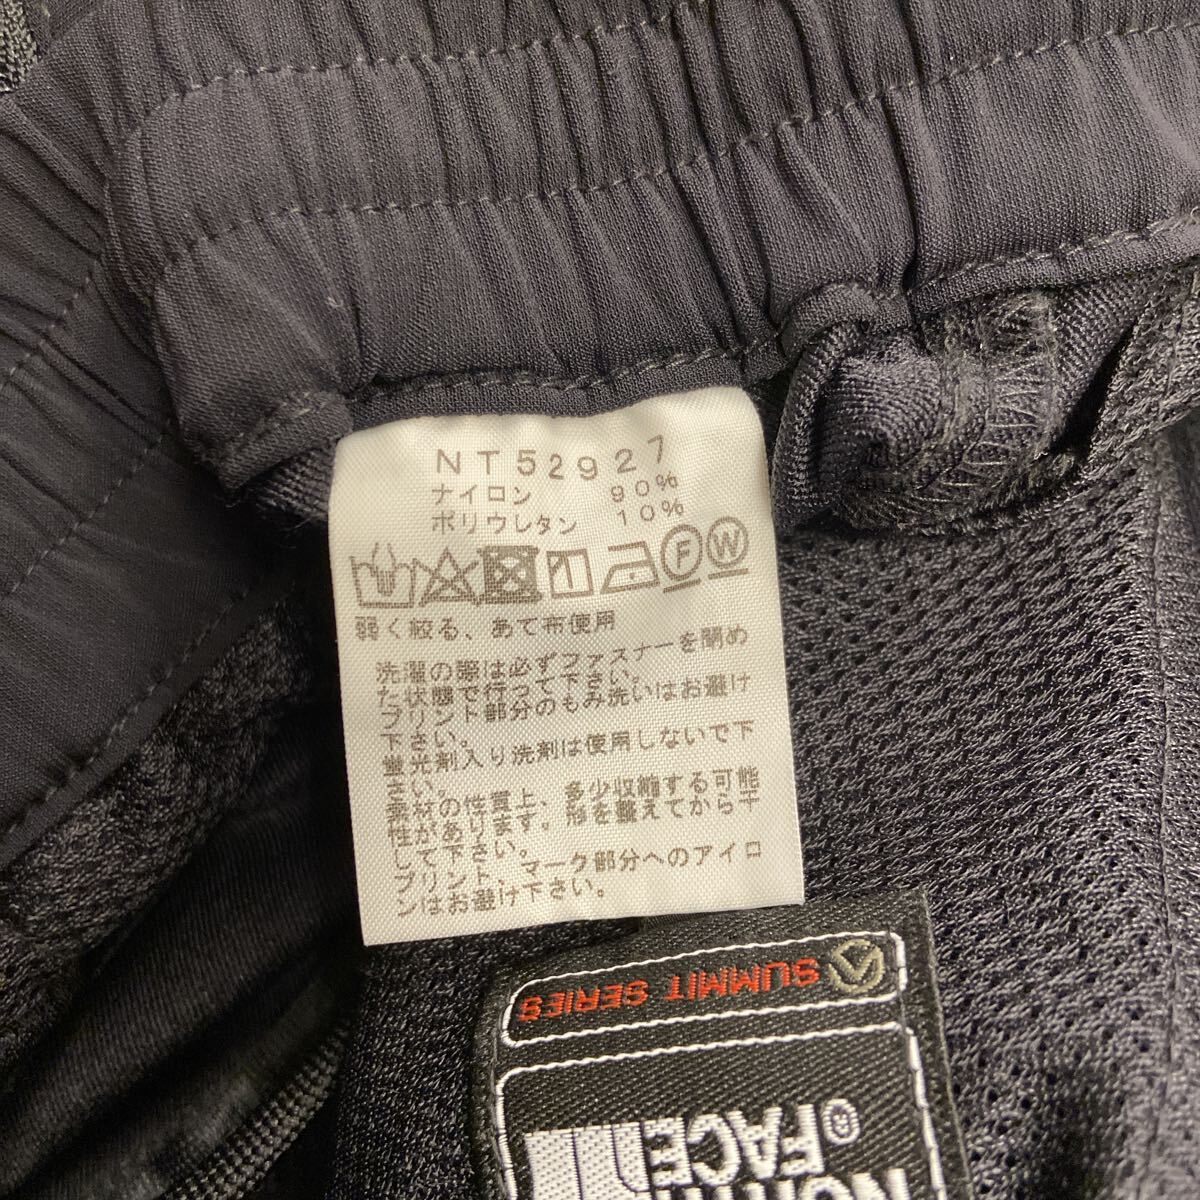 NT52927
ナイロン 90%
ポリウレタン 10%
F W
弱く絞る、あて布使用
洗濯の際は必ずファスナーを閉め
た状態で行って下さい。
プリント部分のもみ洗いはお避け
下さい。
蛍光剤入り洗剤は使用しないで下
さい。
素材の性質上、多少収縮する可能
性があります。形を整えてから干
して下さい。
プリント、マーク部分へのアイロ
ンはお避け下さい。
SUMMIT SERIES
NORTH
FACE
®